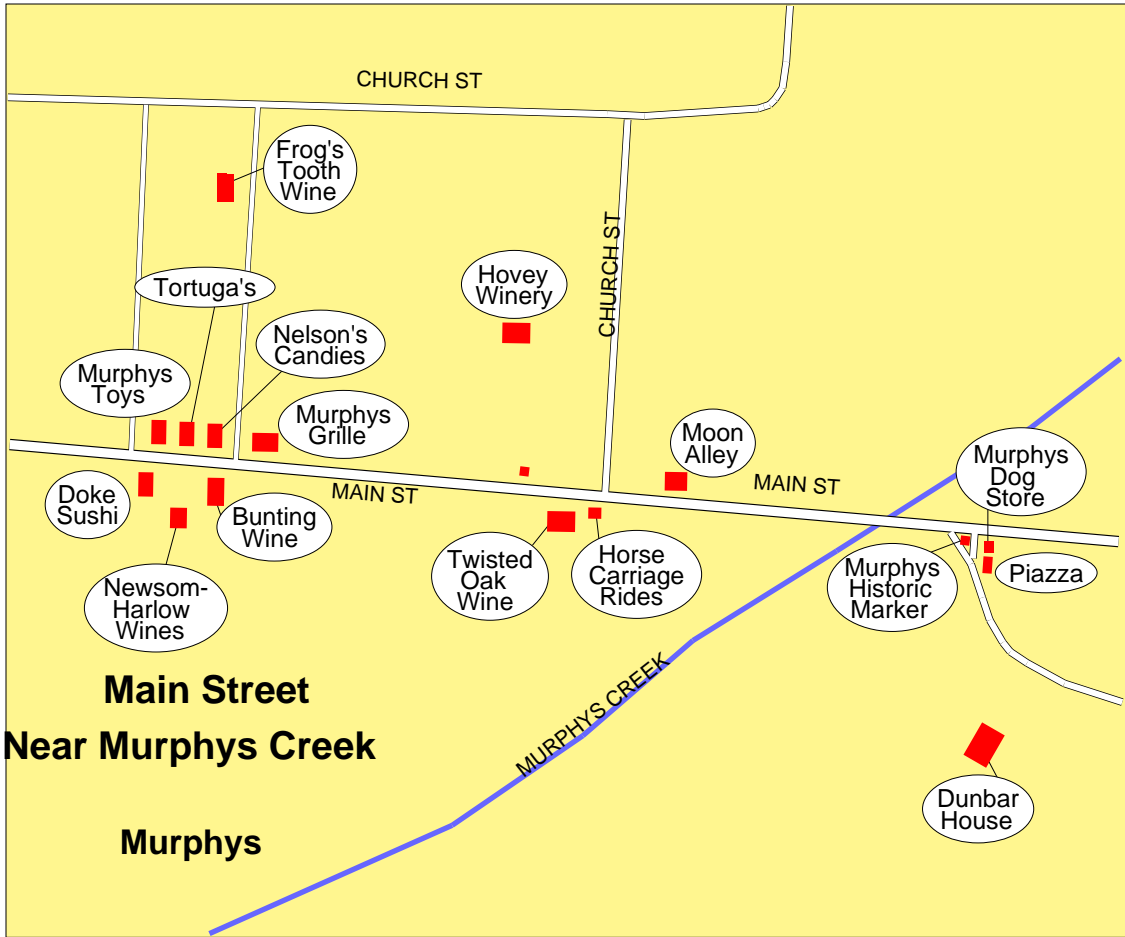 CHURCH ST
Frog's
Tooth
Wine
CHURCH ST
Hovey
Winery
Tortuga's
Nelson's
Candies
Murphys
Toys
Murphys
Grille
Moon
Alley
MAIN ST
Murphys
Dog
Store
MAIN ST
Doke
Sushi
Bunting
Wine
Newsom-
Harlow
Wines
Twisted
Oak
Wine
Horse
Carriage
Rides
Murphys
Historic
Marker
Piazza
MURPHYS CREEK
Main Street
Near Murphys Creek
Murphys
Dunbar
House